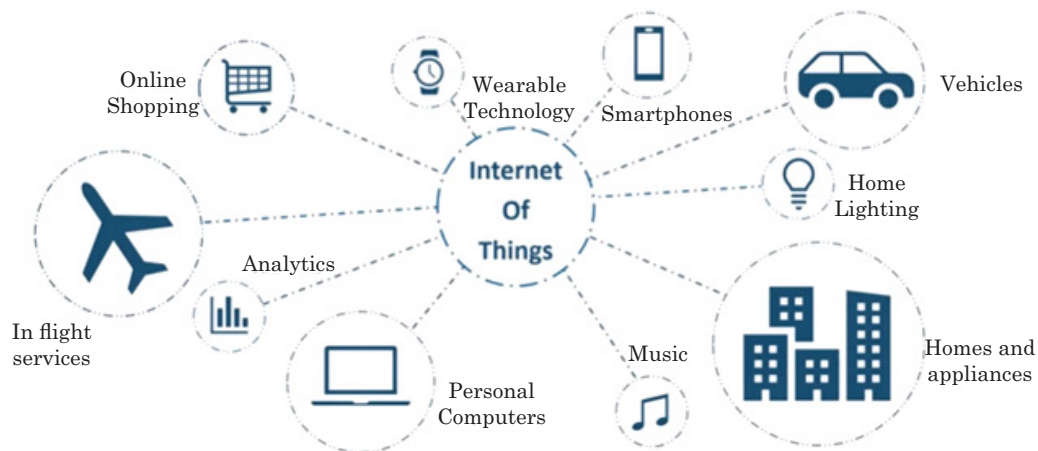 Online
Shopping
Wearable
Technology
Smartphones
Vehicles
Internet
Of
Things
Home
Lighting
Analytics
In flight
services
Personal
Computers
Music
Homes and
appliances